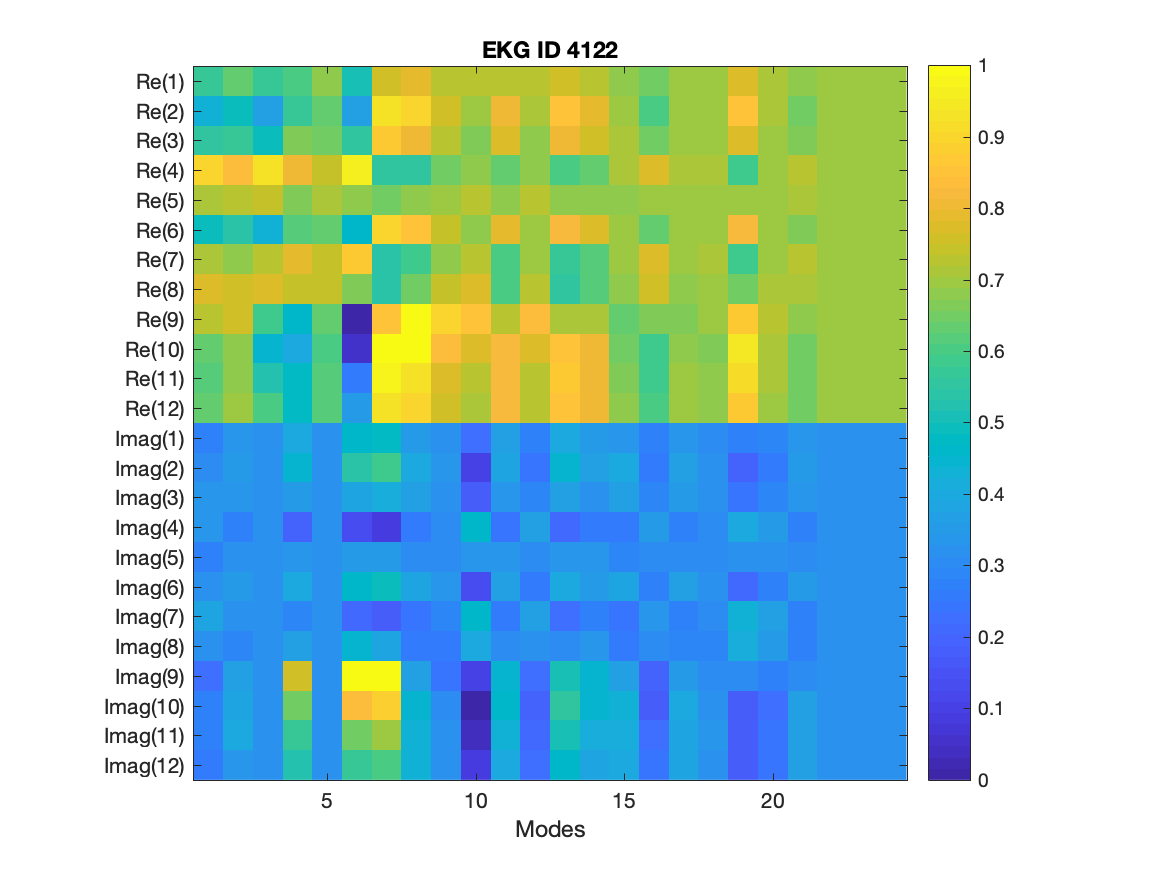 EKG ID 4122
Re(1)
Re(2)
Re(3)
Re(4)
Re(5)
Re(6)
Re(7)
Re(8)
Re(9)
Re(10)
Re(11)
Re(12)
Imag(1)
Imag(2)
Imag(3)
Imag(4)
Imag(5)
Imag(6)
Imag(7)
Imag(8)
Imag(9)
Imag(10)
Imag(11)
Imag(12)
5 10 15 20
Modes
1
0.9
0.8
0.7
0.6
0.5
0.4
0.3
0.2
0.1
0